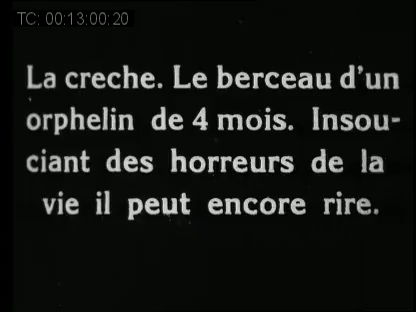 TC: 00:13:00:20
La creche. Le berceau d'un
orphelin de 4 mois. Insou-
ciant des horreurs de la
vie il peut encore rire.